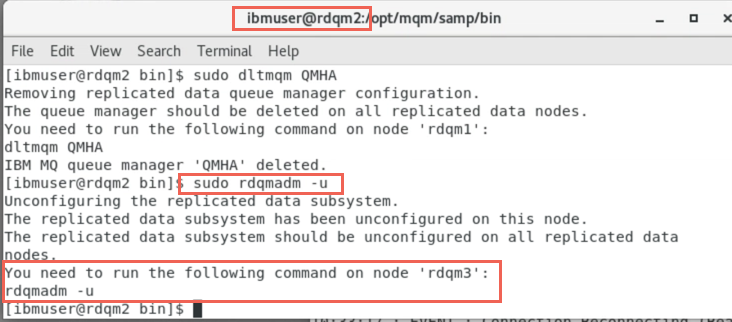 ibmuser@rdqm2:/opt/mqm/samp/bin
File Edit View Search Terminal Help
[ibmuser@rdqm2 bin]$ sudo dltmqm QMHA
Removing replicated data queue manager configuration.
The queue manager should be deleted on all replicated data nodes.
You need to run the following command on node 'rdqm1':
dltmqm QMHA
IBM MQ queue manager 'QMHA' deleted.
[ibmuser@rdqm2 bin]$ sudo rdqmadm -u
Unconfiguring the replicated data subsystem.
The replicated data subsystem has been unconfigured on this node.
The replicated data subsystem should be unconfigured on all replicated data
nodes.
You need to run the following command on node 'rdqm3':
rdqmadm -u
[ibmuser@rdqm2 bin]$